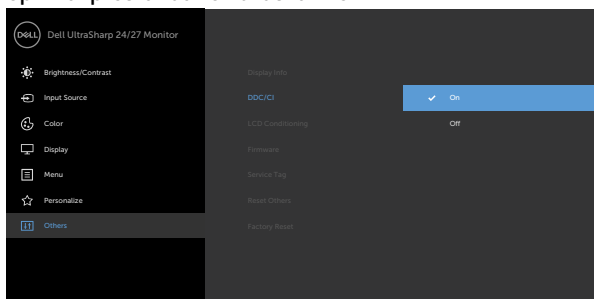 DELL
Dell UltraSharp 24/27 Monitor
Brightness/Contrast
Display Info
Input Source
DDC/CI
On
Color
LCD Conditioning
Off
Display
Firmware
Menu
Service Tag
Personalize
Reset Others
Others
Factory Reset